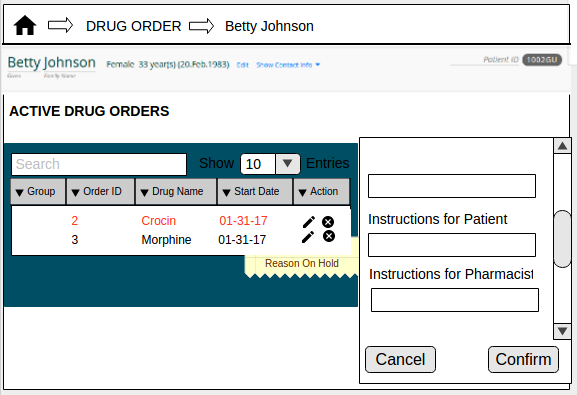 DRUG ORDER Betty Johnson
Betty Johnson Female 33 year(s) (20.Feb.1983) Edit Show Contact Info Patient ID 1002GU
Given Family Name
ACTIVE DRUG ORDERS
Search Show 10 Entries
Group Order ID Drug Name Start Date Action
2 Crocin 01-31-17
3 Morphine 01-31-17
Reason On Hold
Instructions for Patient
Instructions for Pharmacist
Cancel Confirm